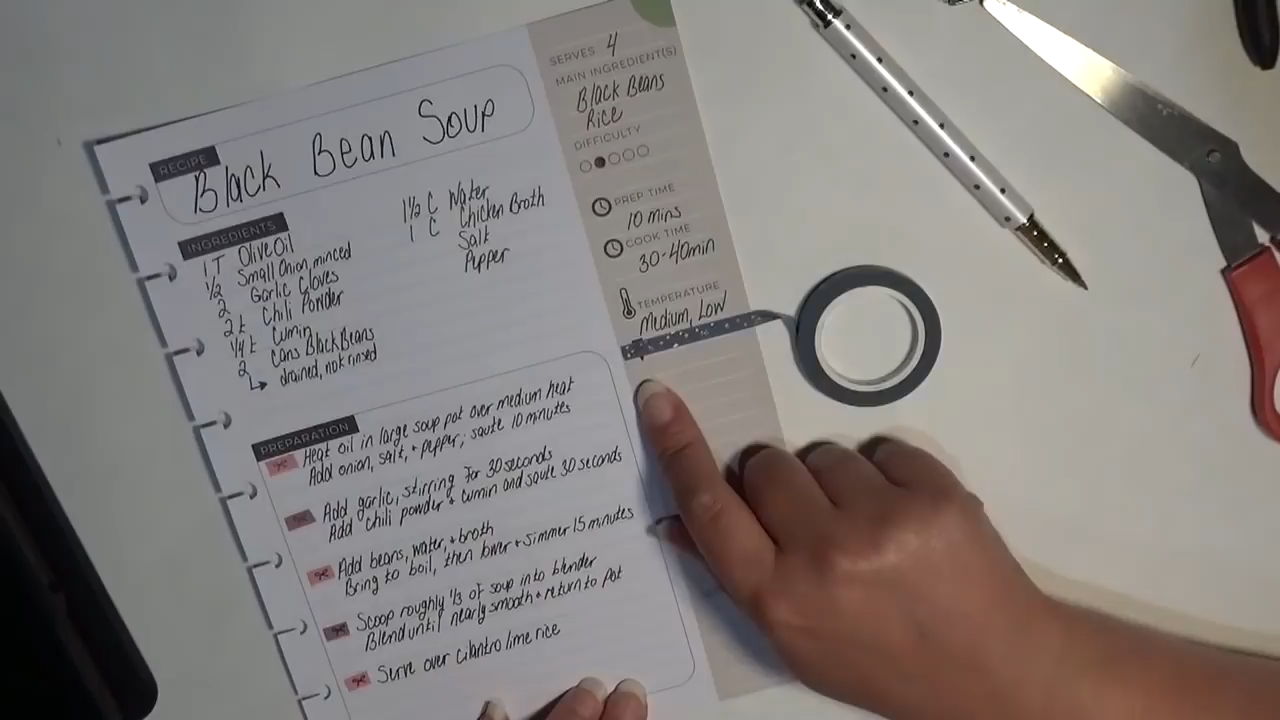 RECIPE
Black Bean Soup
INGREDIENTS
1 T Olive Oil
1/2 Small Onion, minced
2 Garlic Cloves
2 t Chili Powder
1/4 t Cumin
2 Cans Black Beans
↳ drained, not rinsed
1 1/2 C Water
1 C Chicken Broth
Salt
Pepper
PREPARATION
Heat oil in large soup pot over medium heat
Add onion, salt, + pepper; saute 10 minutes
Add garlic, stirring for 30 seconds
Add chili powder + cumin and saute 30 seconds
Add beans, water, + broth
Bring to boil, then lower + simmer 15 minutes
Scoop roughly 1/3 of soup into blender
Blend until nearly smooth + return to pot
Serve over cilantro lime rice
SERVES 4
MAIN INGREDIENT(S)
Black Beans
Rice
DIFFICULTY
PREP TIME
10 mins
COOK TIME
30-40min
TEMPERATURE
Medium, Low